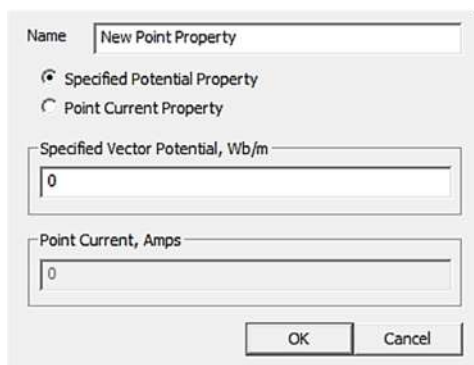 Name New Point Property
Specified Potential Property
Point Current Property
Specified Vector Potential, Wb/m
0
Point Current, Amps
0
OK Cancel